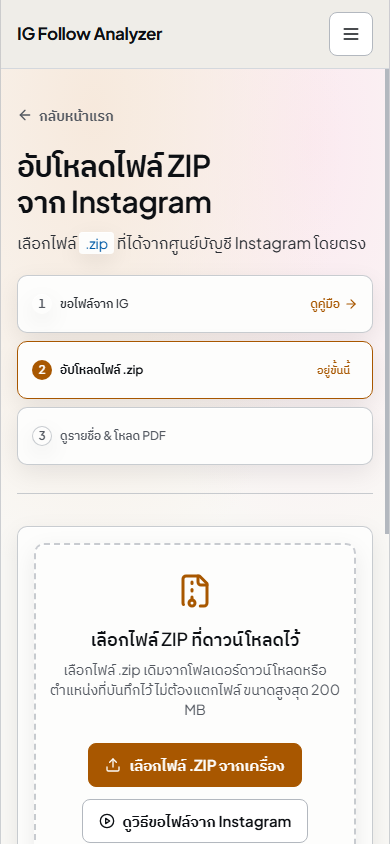 IG Follow Analyzer
← กลับหน้าแรก
อัปโหลดไฟล์ ZIP
จาก Instagram
เลือกไฟล์ .zip ที่ได้จากศูนย์บัญชี Instagram โดยตรง
1 ขอไฟล์จาก IG ดูคู่มือ →
2 อัปโหลดไฟล์ .zip อยู่ขั้นนี้
3 ดูรายชื่อ & โหลด PDF
เลือกไฟล์ ZIP ที่ดาวน์โหลดไว้
เลือกไฟล์ .zip เดิมจากโฟลเดอร์ดาวน์โหลดหรือ
ตำแหน่งที่บันทึกไว้ ไม่ต้องแตกไฟล์ ขนาดสูงสุด 200
MB
เลือกไฟล์ .ZIP จากเครื่อง
ดูวิธีขอไฟล์จาก Instagram